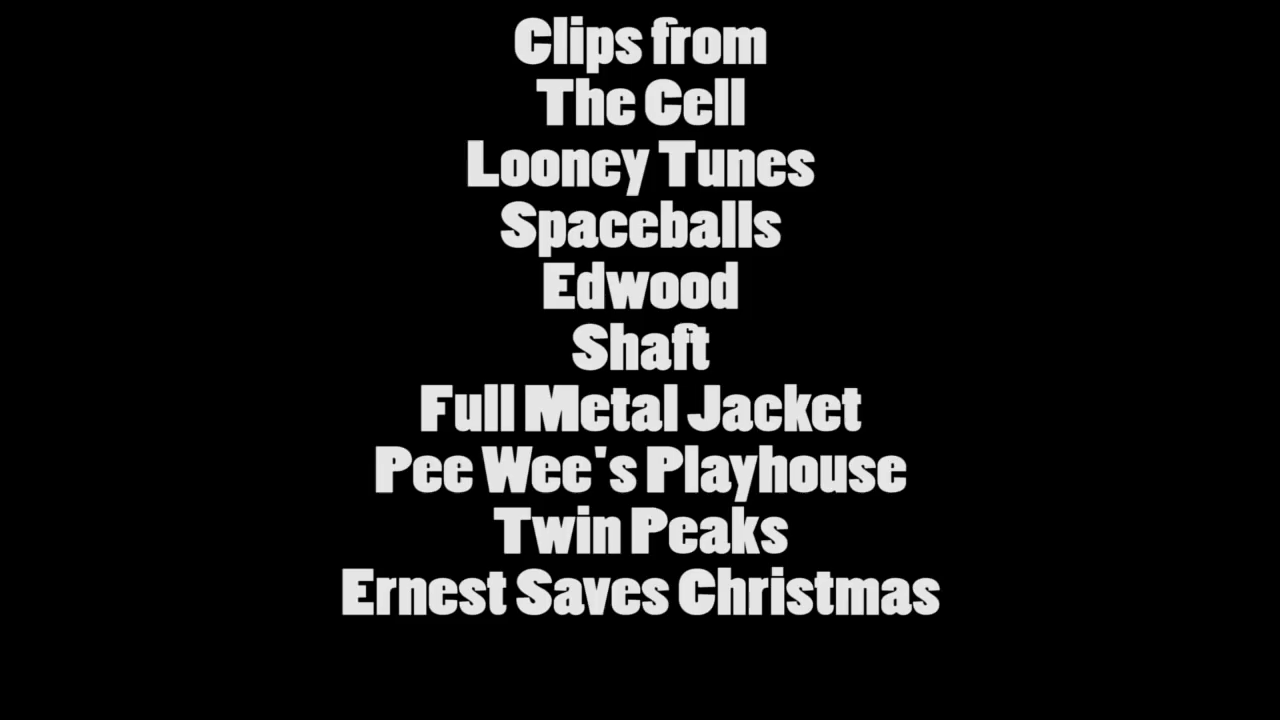 Clips from
The Cell
Looney Tunes
Spaceballs
Edwood
Shaft
Full Metal Jacket
Pee Wee's Playhouse
Twin Peaks
Ernest Saves Christmas